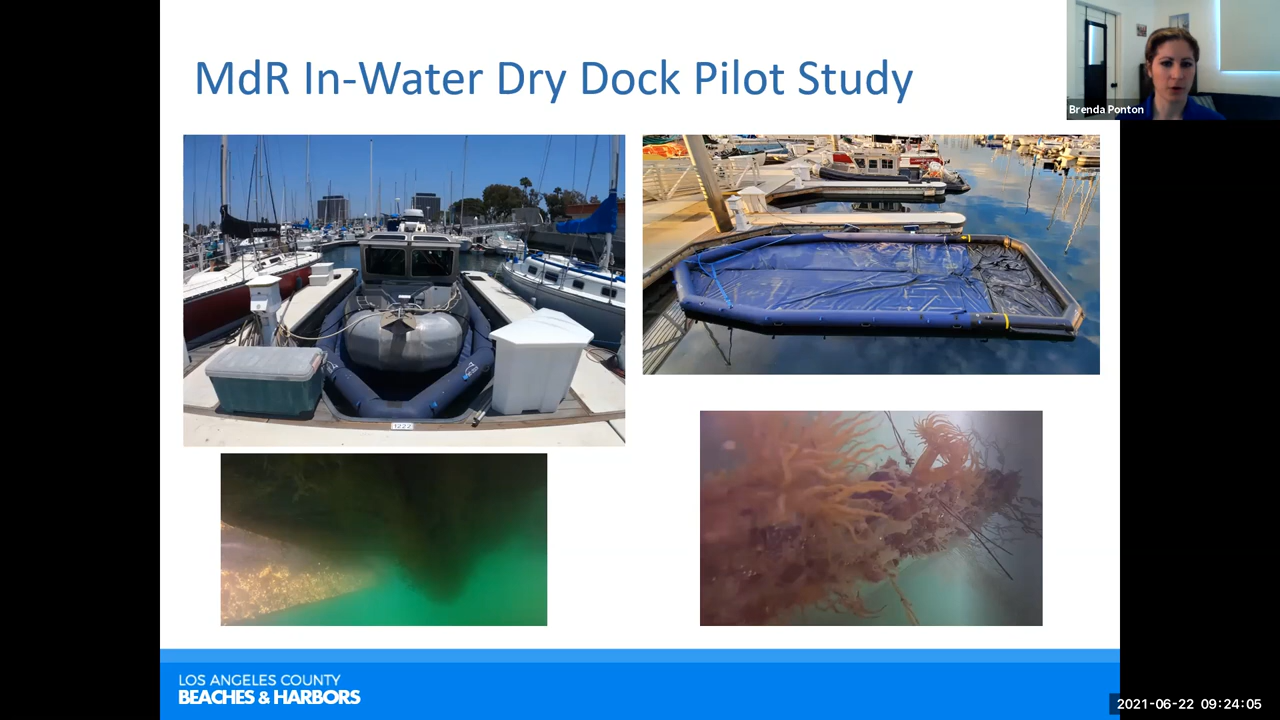 MdR In-Water Dry Dock Pilot Study
Brenda Ponton
1222
LOS ANGELES COUNTY
BEACHES & HARBORS
2021-06-22 09:24:05